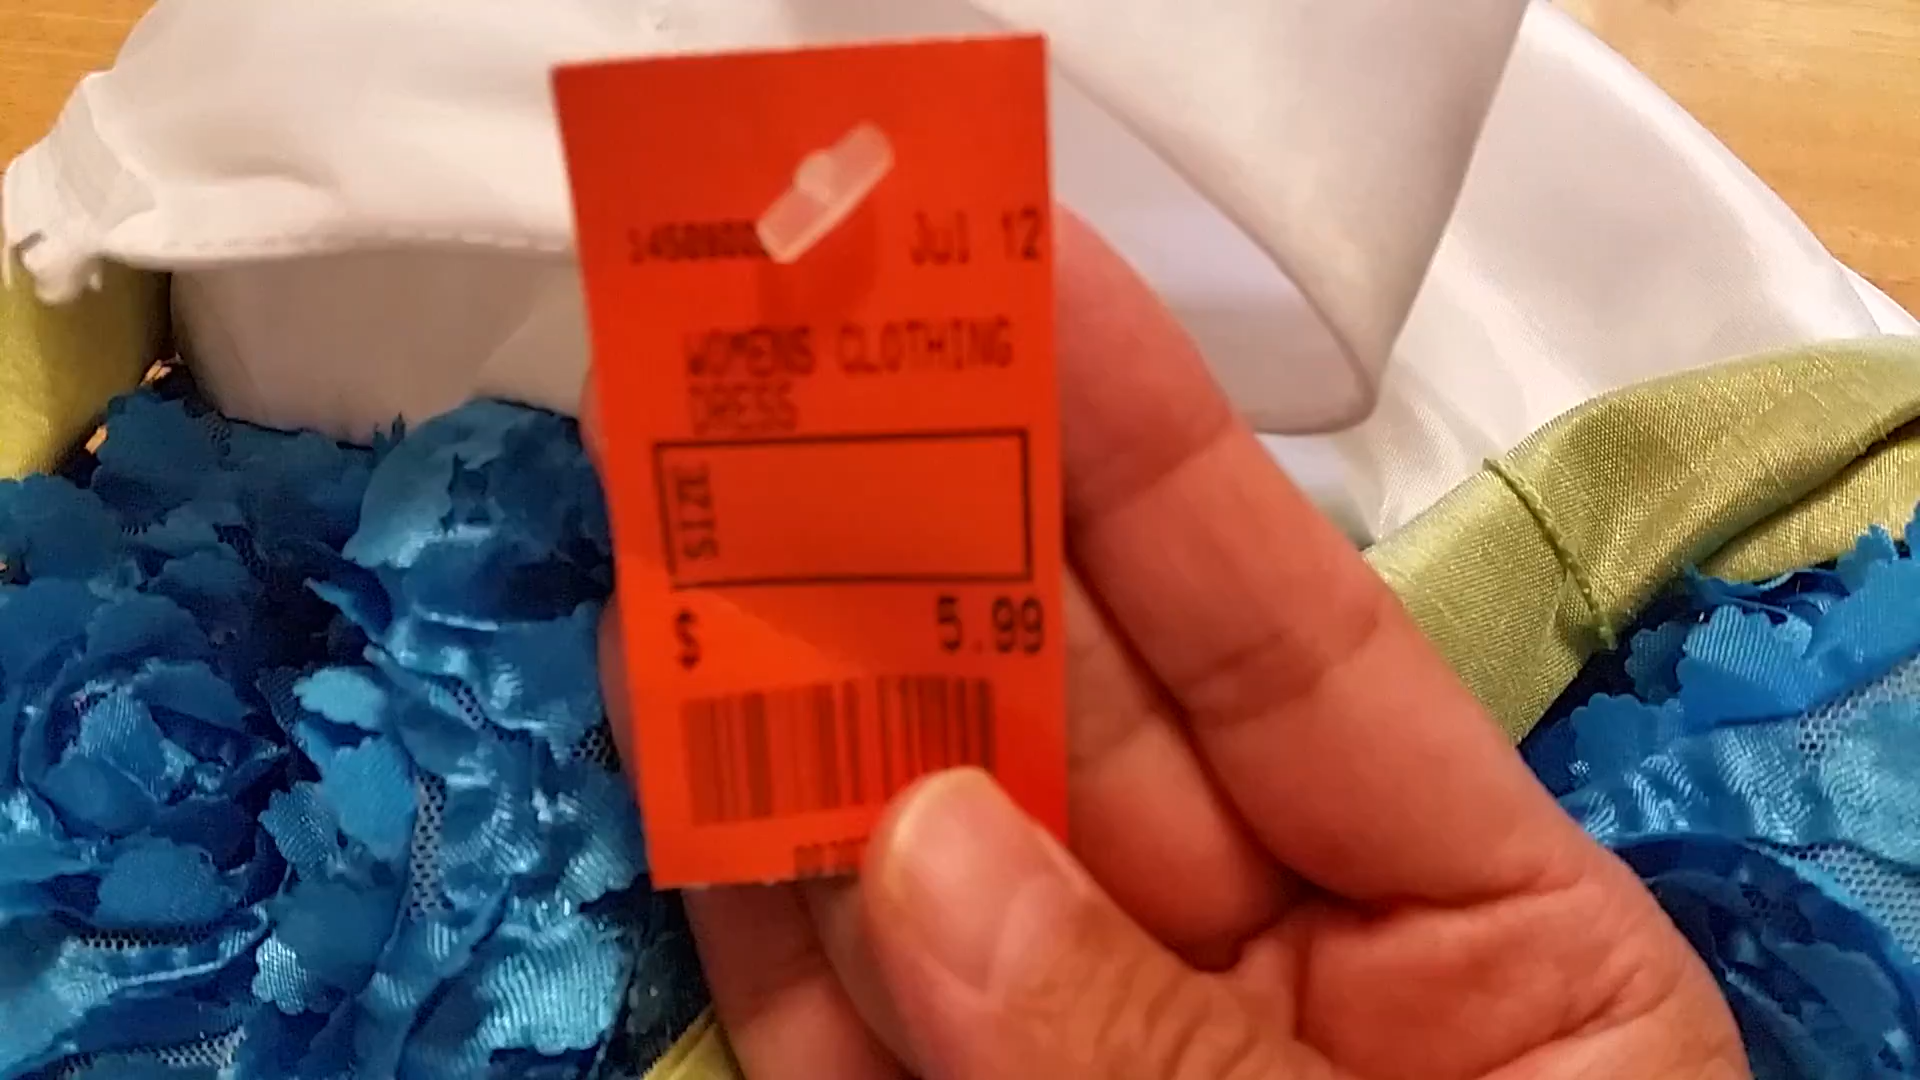 Jul 12
WOMENS CLOTHING
DRESS
SIZE
$ 5.99